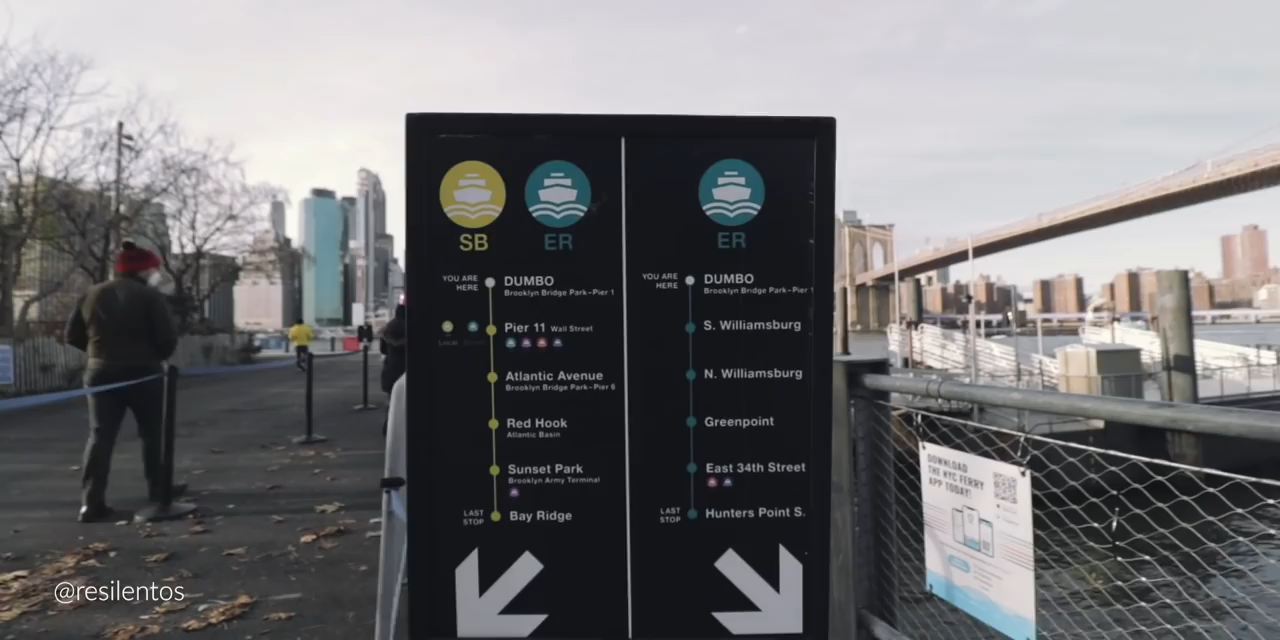 SB ER
YOU ARE
HERE
DUMBO
Brooklyn Bridge Park-Pier 1
Pier 11 Wall Street
Atlantic Avenue
Brooklyn Bridge Park-Pier 6
Red Hook
Atlantic Basin
Sunset Park
Brooklyn Army Terminal
LAST
STOP
Bay Ridge
ER
YOU ARE
HERE
DUMBO
Brooklyn Bridge Park-Pier 1
S. Williamsburg
N. Williamsburg
Greenpoint
East 34th Street
LAST
STOP
Hunters Point S.
DOWNLOAD
THE NYC FERRY
APP TODAY!
@resilentos